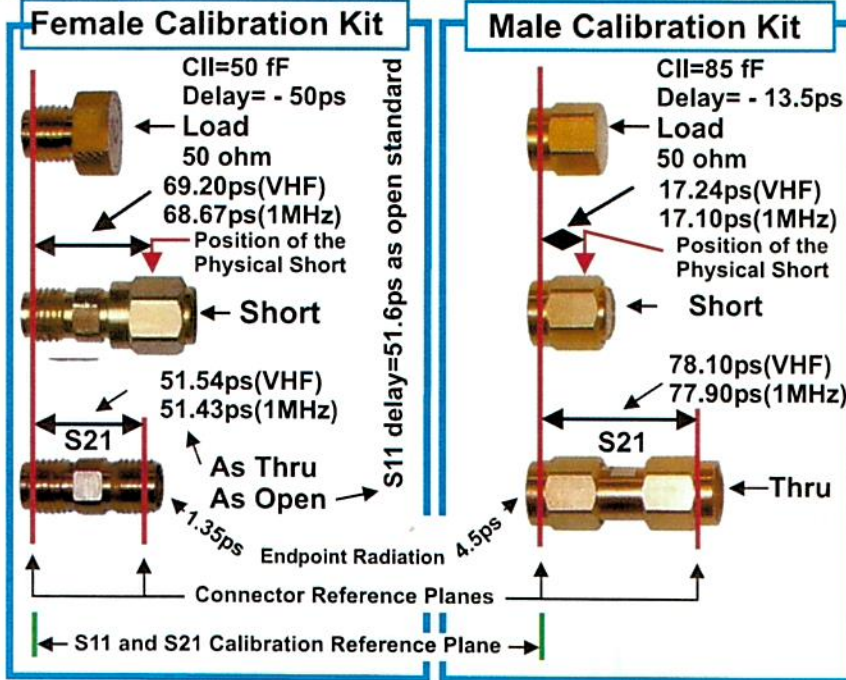 Female Calibration Kit
CII=50 fF
Delay= - 50ps
Load
50 ohm
69.20ps(VHF)
68.67ps(1MHz)
Position of the
Physical Short
Short
51.54ps(VHF)
51.43ps(1MHz)
S21
As Thru
As Open
S11 delay=51.6ps as open standard
1.35ps
Male Calibration Kit
CII=85 fF
Delay= - 13.5ps
Load
50 ohm
17.24ps(VHF)
17.10ps(1MHz)
Position of the
Physical Short
Short
78.10ps(VHF)
77.90ps(1MHz)
S21
Thru
4.5ps
Endpoint Radiation
Connector Reference Planes
S11 and S21 Calibration Reference Plane